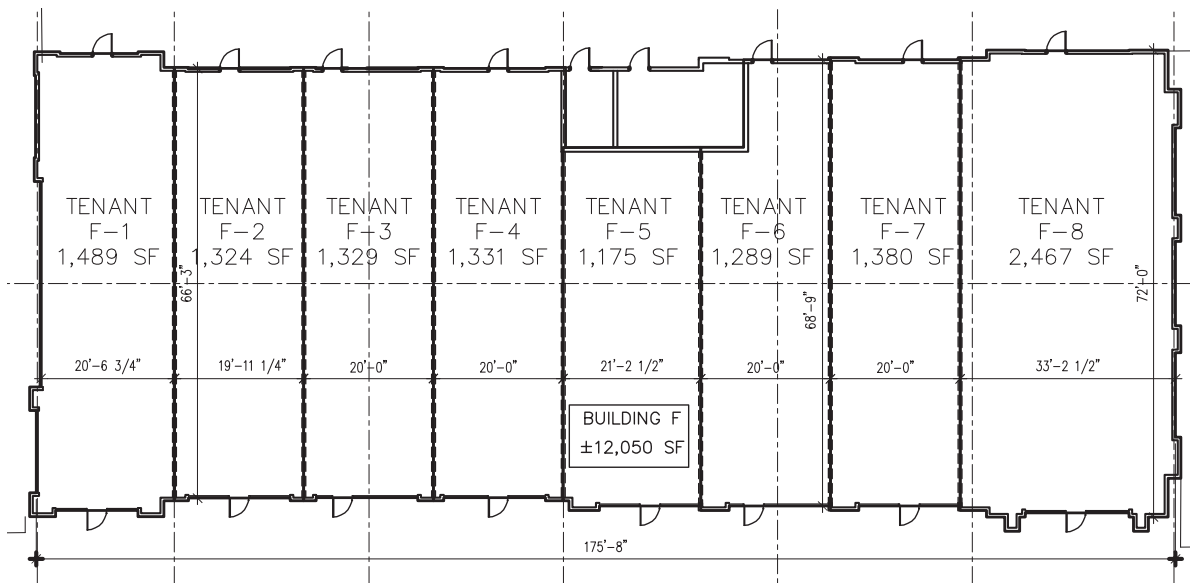 TENANT
F-1
1,489 SF
TENANT
F-2
1,324 SF
TENANT
F-3
1,329 SF
TENANT
F-4
1,331 SF
TENANT
F-5
1,175 SF
TENANT
F-6
1,289 SF
TENANT
F-7
1,380 SF
TENANT
F-8
2,467 SF
66'-3"
68'-9"
72'-0"
20'-6 3/4"
19'-11 1/4"
20'-0"
20'-0"
21'-2 1/2"
20'-0"
20'-0"
33'-2 1/2"
BUILDING F
±12,050 SF
175'-8"